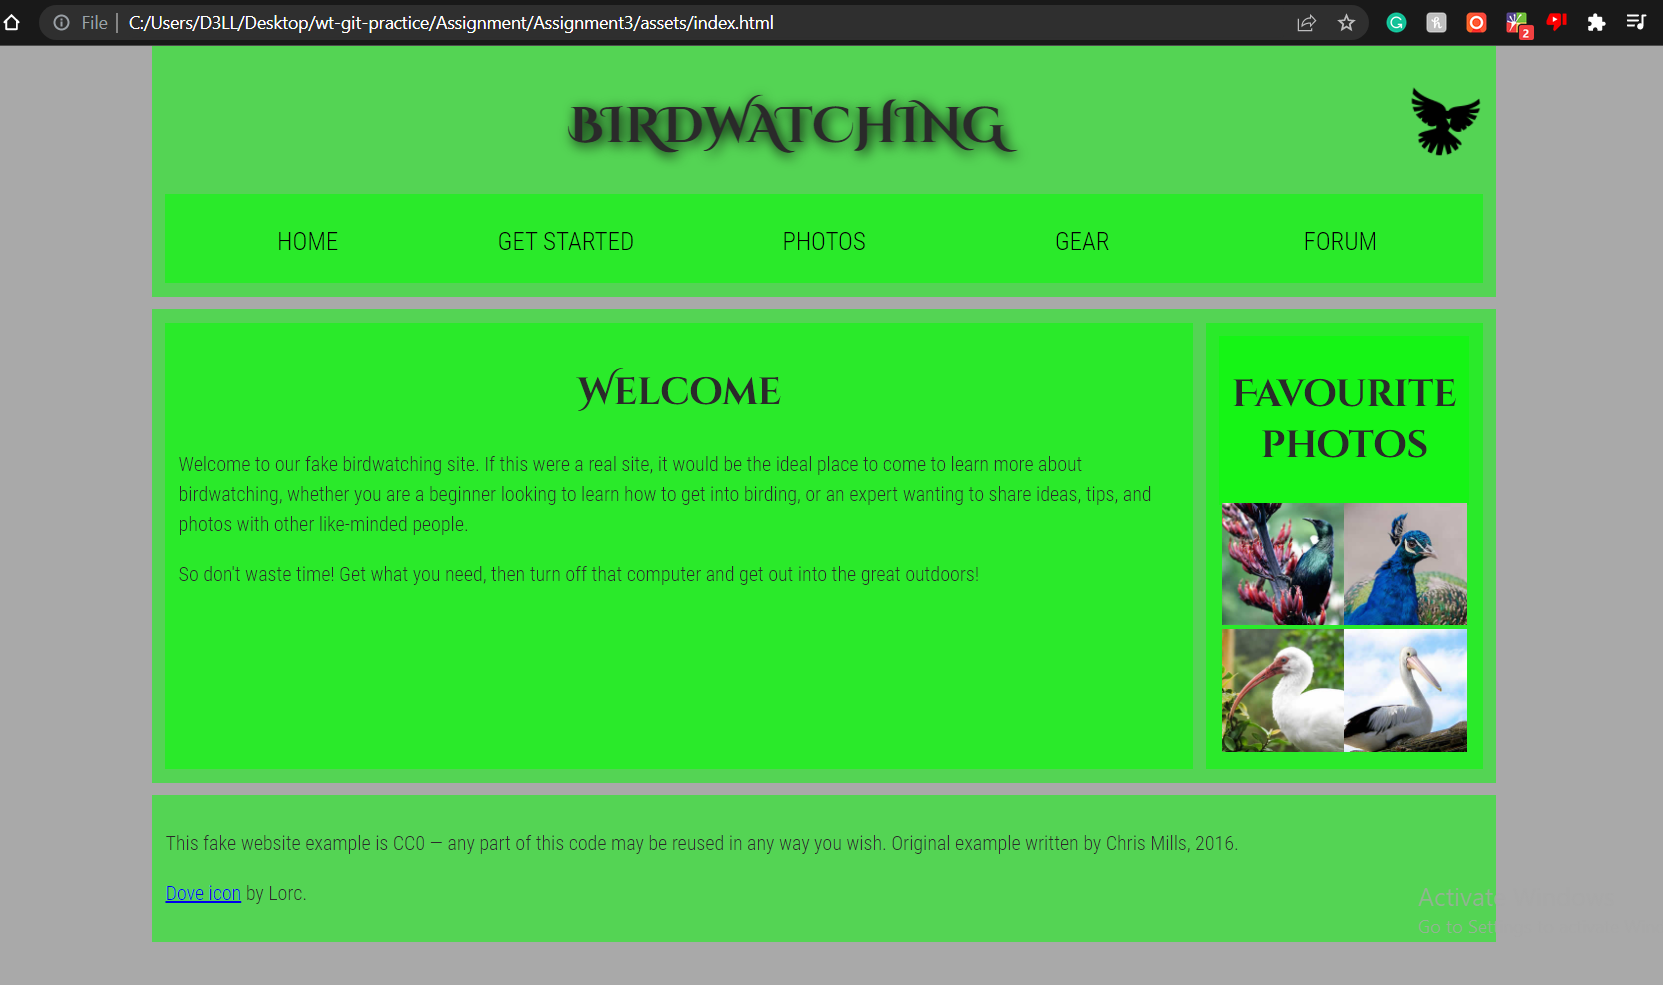 File | C:/Users/D3LL/Desktop/wt-git-practice/Assignment/Assignment3/assets/index.html
2
BIRDWATCHING
HOME GET STARTED PHOTOS GEAR FORUM
Welcome
Favourite
photos
Welcome to our fake birdwatching site. If this were a real site, it would be the ideal place to come to learn more about
birdwatching, whether you are a beginner looking to learn how to get into birding, or an expert wanting to share ideas, tips, and
photos with other like-minded people.
So don't waste time! Get what you need, then turn off that computer and get out into the great outdoors!
This fake website example is CC0 — any part of this code may be reused in any way you wish. Original example written by Chris Mills, 2016.
Dove icon by Lorc.
Activat
Go to Set